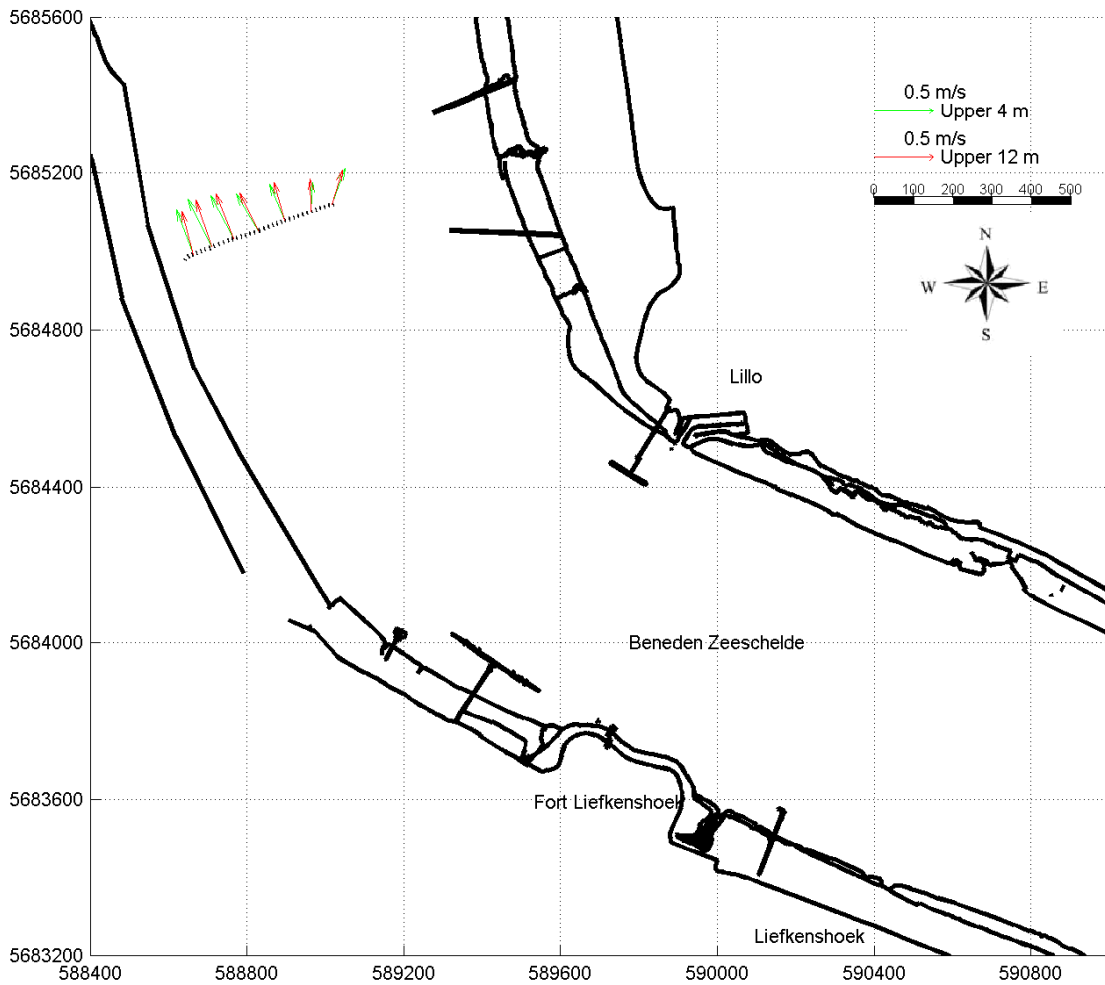 5685600
5685200
5684800
5684400
5684000
5683600
5683200
588400
588800
589200
589600
590000
590400
590800
0.5 m/s
Upper 4 m
0.5 m/s
Upper 12 m
0 100 200 300 400 500
N
W E
S
Lillo
Beneden Zeeschelde
Fort Liefkenshoek
Liefkenshoek